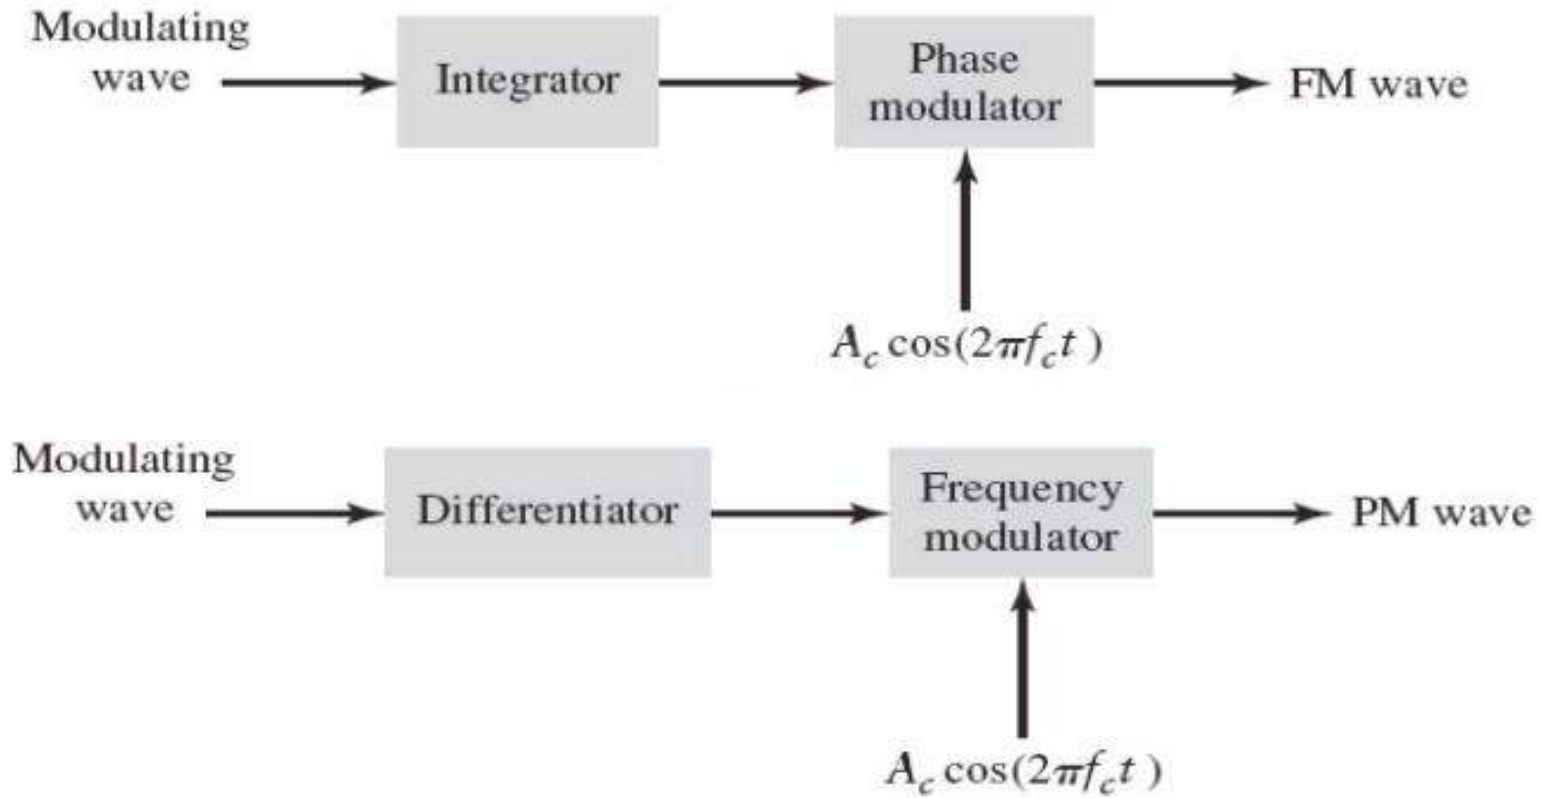 Modulating
wave
Integrator
Phase
modulator
FM wave
A_c cos(2πf_c t )
Modulating
wave
Differentiator
Frequency
modulator
PM wave
A_c cos(2πf_c t )